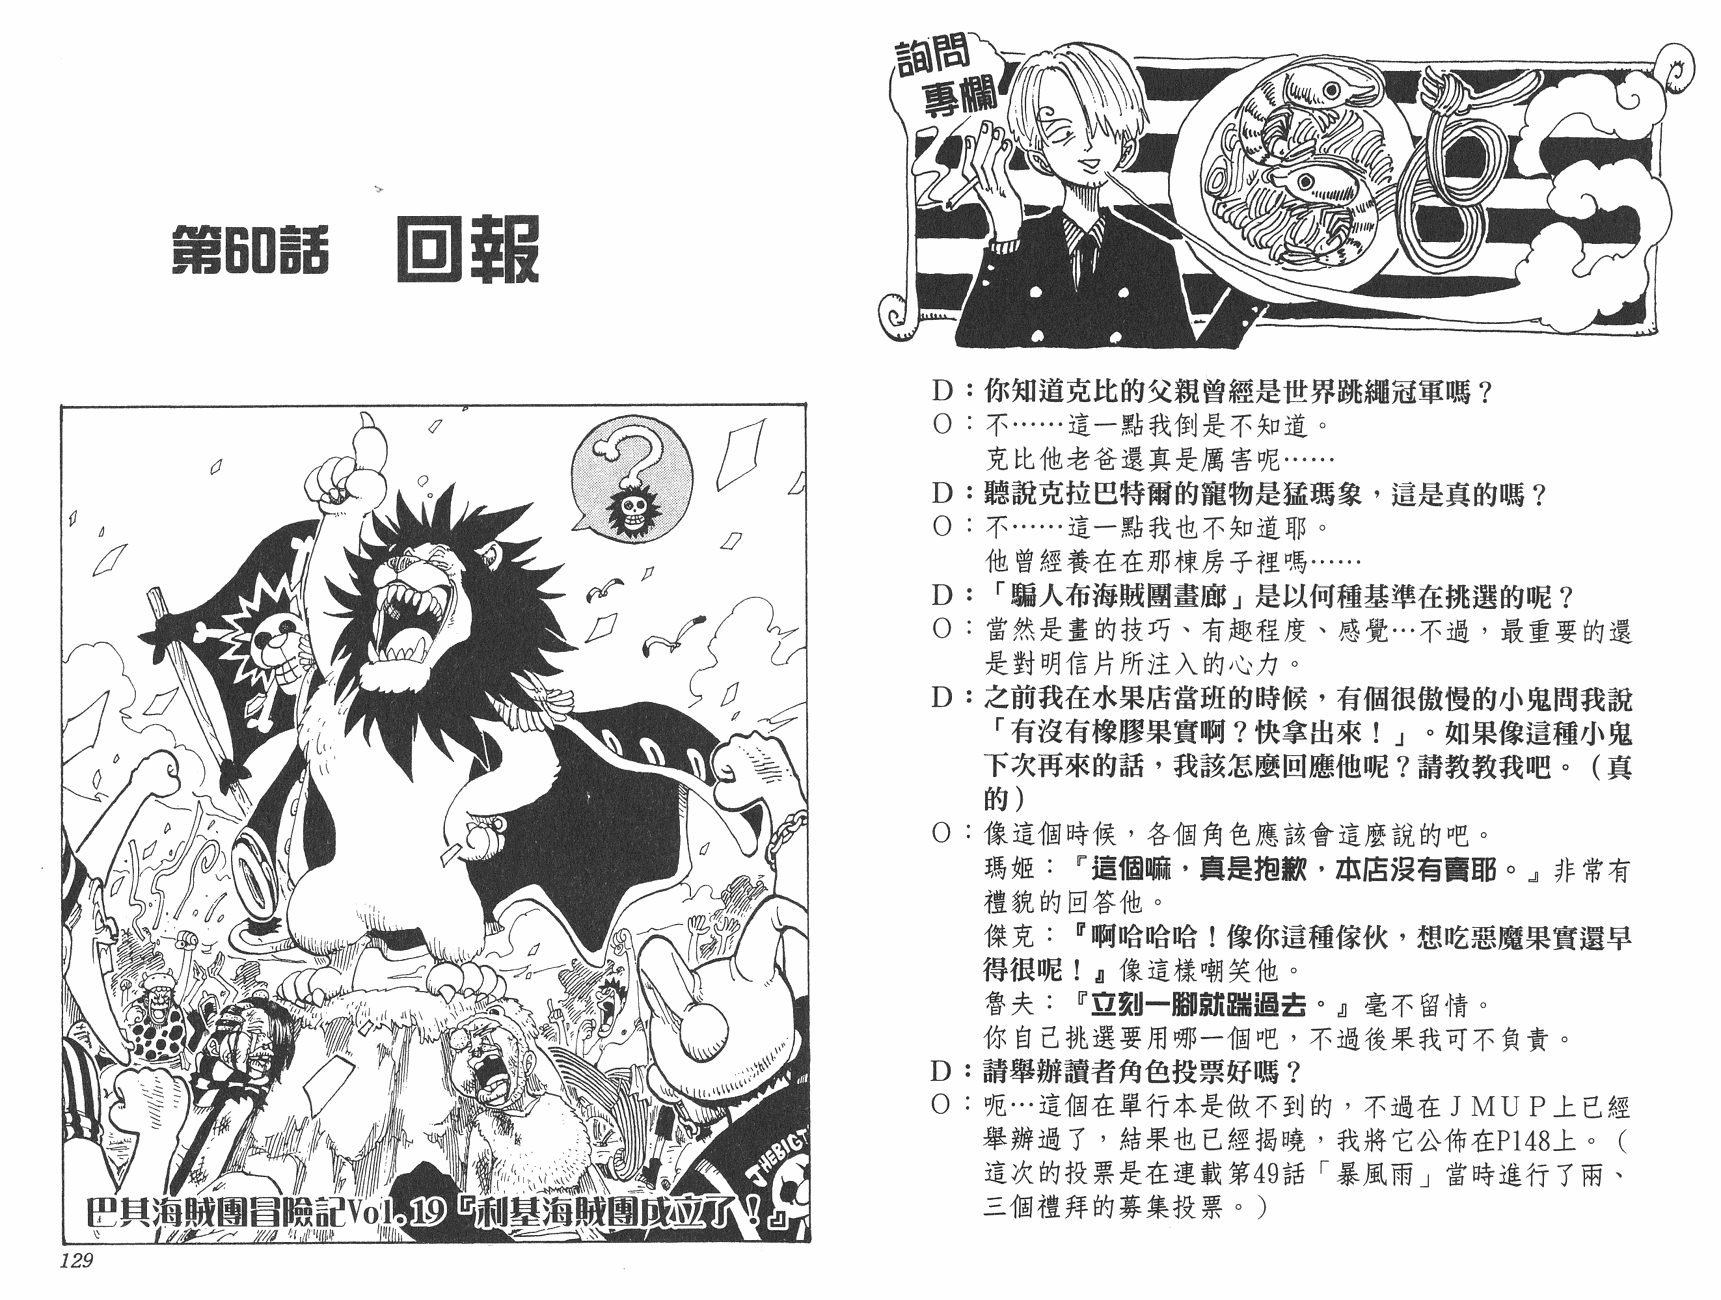 詢問
專欄
D：你知道克比的父親曾經是世界跳繩冠軍嗎？
O：不……這一點我倒是不知道。
克比他老爸還真是厲害呢……
D：聽說克拉巴特爾的寵物是猛瑪象，這是真的嗎？
O：不……這一點我也不知道耶。
他曾經養在在那棟房子裡嗎……
D：「騙人布海賊團畫廊」是以何種基準在挑選的呢？
O：當然是畫的技巧、有趣程度、感覺…不過，最重要的還
是對明信片所注入的心力。
D：之前我在水果店當班的時候，有個很傲慢的小鬼問我說
「有沒有橡膠果實啊？快拿出來！」。如果像這種小鬼
下次再來的話，我該怎麼回應他呢？請教教我吧。（真
的）
O：像這個時候，各個角色應該會這麼說的吧。
瑪姬：『這個嘛，真是抱歉，本店沒有賣耶。』非常有
禮貌的回答他。
傑克：『啊哈哈哈！像你這種傢伙，想吃惡魔果實還早
得很呢！』像這樣嘲笑他。
魯夫：『立刻一腳就踹過去。』毫不留情。
你自己挑選要用哪一個吧，不過後果我可不負責。
D：請舉辦讀者角色投票好嗎？
O：呃…這個在單行本是做不到的，不過在ＪＭＵＰ上已經
舉辦過了，結果也已經揭曉，我將它公佈在P148上。（
這次的投票是在連載第49話「暴風雨」當時進行了兩、
三個禮拜的募集投票。）
第60話　回報
?
THEBIGT
巴其海賊團冒險記Vol.19『利基海賊團成立了！』
129